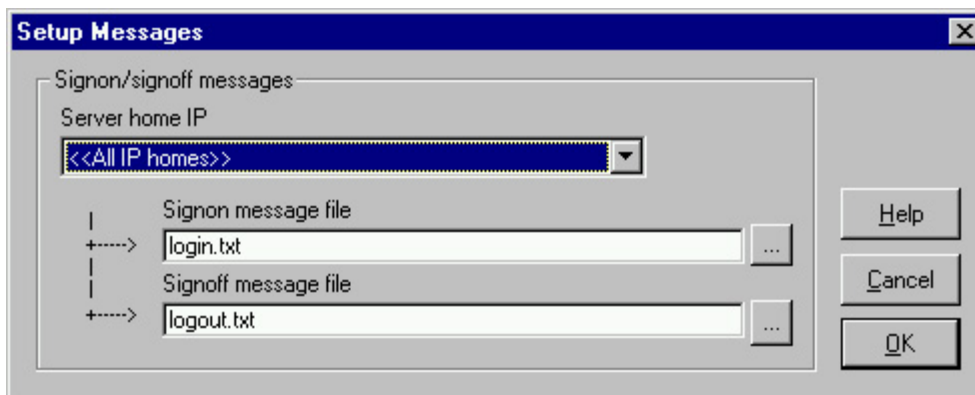 Setup Messages
Signon/signoff messages
Server home IP
<<All IP homes>>
Signon message file
login.txt
...
Signoff message file
logout.txt
...
Help
Cancel
OK